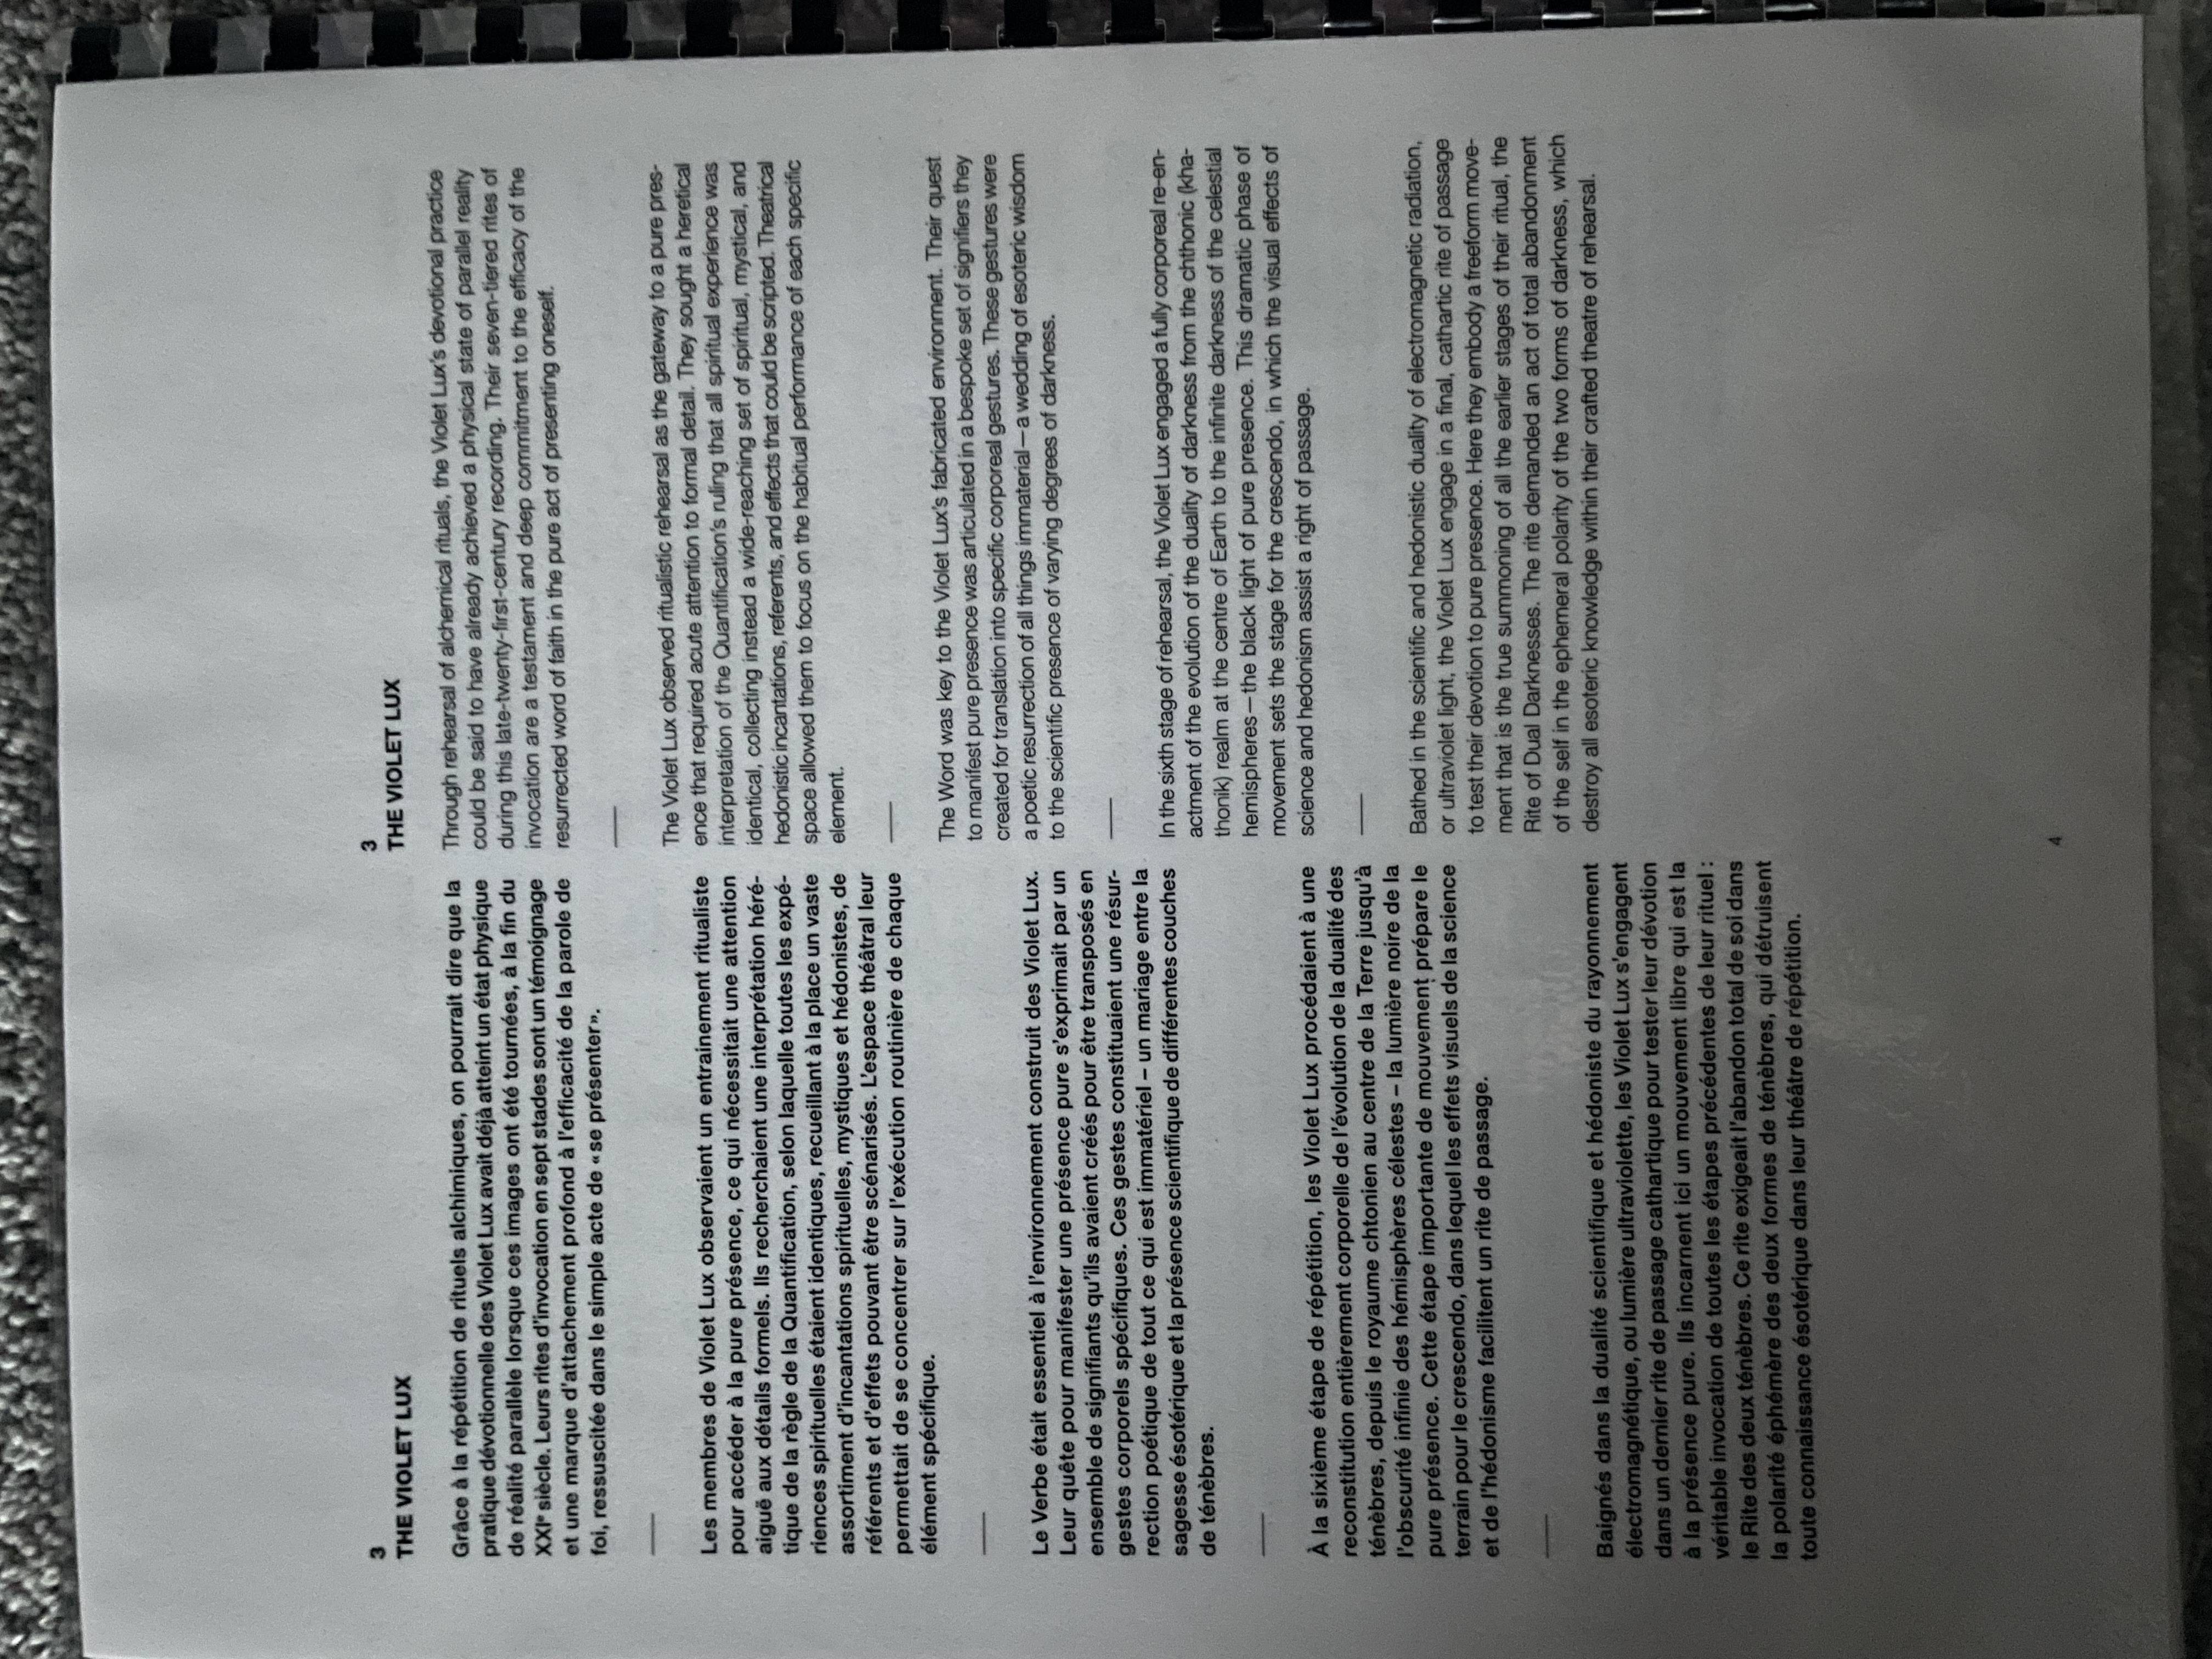 3
THE VIOLET LUX
Grâce à la répétition de rituels alchimiques, on pourrait dire que la
pratique dévotionnelle des Violet Lux avait déjà atteint un état physique
de réalité parallèle lorsque ces images ont été tournées, à la fin du
XXIᵉ siècle. Leurs rites d'invocation en sept stades sont un témoignage
et une marque d'attachement profond à l'efficacité de la parole de
foi, ressuscitée dans le simple acte de « se présenter ».
Les membres de Violet Lux observaient un entrainement ritualiste
pour accéder à la pure présence, ce qui nécessitait une attention
aiguë aux détails formels. Ils recherchaient une interprétation héré-
tique de la règle de la Quantification, selon laquelle toutes les expé-
riences spirituelles étaient identiques, recueillant à la place un vaste
assortiment d'incantations spirituelles, mystiques et hédonistes, de
référents et d'effets pouvant être scénarisés. L'espace théâtral leur
permettait de se concentrer sur l'exécution routinière de chaque
élément spécifique.
Le Verbe était essentiel à l'environnement construit des Violet Lux.
Leur quête pour manifester une présence pure s'exprimait par un
ensemble de signifiants qu'ils avaient créés pour être transposés en
gestes corporels spécifiques. Ces gestes constituaient une résur-
rection poétique de tout ce qui est immatériel – un mariage entre la
sagesse ésotérique et la présence scientifique de différentes couches
de ténèbres.
À la sixième étape de répétition, les Violet Lux procédaient à une
reconstitution entièrement corporelle de l'évolution de la dualité des
ténèbres, depuis le royaume chtonien au centre de la Terre jusqu'à
l'obscurité infinie des hémisphères célestes – la lumière noire de la
pure présence. Cette étape importante de mouvement prépare le
terrain pour le crescendo, dans lequel les effets visuels de la science
et de l'hédonisme facilitent un rite de passage.
Baignés dans la dualité scientifique et hédoniste du rayonnement
électromagnétique, ou lumière ultraviolette, les Violet Lux s'engagent
dans un dernier rite de passage cathartique pour tester leur dévotion
à la présence pure. Ils incarnent ici un mouvement libre qui est la
véritable invocation de toutes les étapes précédentes de leur rituel :
le Rite des deux ténèbres. Ce rite exigeait l'abandon total de soi dans
la polarité éphémère des deux formes de ténèbres, qui détruisent
toute connaissance ésotérique dans leur théâtre de répétition.
3
THE VIOLET LUX
Through rehearsal of alchemical rituals, the Violet Lux's devotional practice
could be said to have already achieved a physical state of parallel reality
during this late-twenty-first-century recording. Their seven-tiered rites of
invocation are a testament and deep commitment to the efficacy of the
resurrected word of faith in the pure act of presenting oneself.
The Violet Lux observed ritualistic rehearsal as the gateway to a pure pres-
ence that required acute attention to formal detail. They sought a heretical
interpretation of the Quantification's ruling that all spiritual experience was
identical, collecting instead a wide-reaching set of spiritual, mystical, and
hedonistic incantations, referents, and effects that could be scripted. Theatrical
space allowed them to focus on the habitual performance of each specific
element.
The Word was key to the Violet Lux's fabricated environment. Their quest
to manifest pure presence was articulated in a bespoke set of signifiers they
created for translation into specific corporeal gestures. These gestures were
a poetic resurrection of all things immaterial—a wedding of esoteric wisdom
to the scientific presence of varying degrees of darkness.
In the sixth stage of rehearsal, the Violet Lux engaged a fully corporeal re-en-
actment of the evolution of the duality of darkness from the chthonic (kha-
thonik) realm at the centre of Earth to the infinite darkness of the celestial
hemispheres—the black light of pure presence. This dramatic phase of
movement sets the stage for the crescendo, in which the visual effects of
science and hedonism assist a right of passage.
Bathed in the scientific and hedonistic duality of electromagnetic radiation,
or ultraviolet light, the Violet Lux engage in a final, cathartic rite of passage
to test their devotion to pure presence. Here they embody a freeform move-
ment that is the true summoning of all the earlier stages of their ritual, the
Rite of Dual Darknesses. The rite demanded an act of total abandonment
of the self in the ephemeral polarity of the two forms of darkness, which
destroy all esoteric knowledge within their crafted theatre of rehearsal.
4